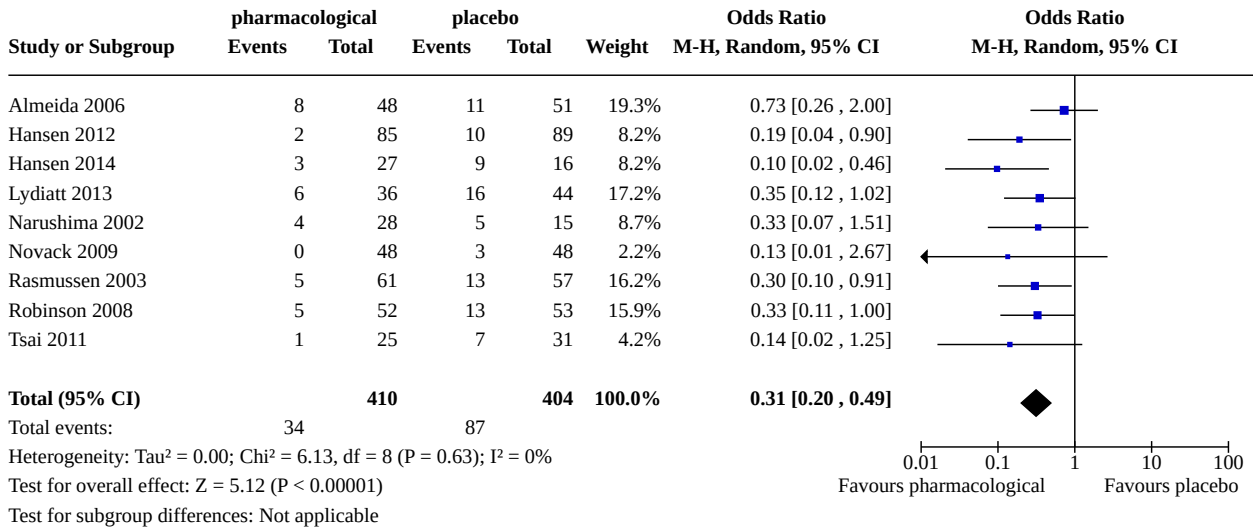 pharmacological placebo Odds Ratio Odds Ratio
Study or Subgroup Events Total Events Total Weight M-H, Random, 95% CI M-H, Random, 95% CI
Almeida 2006 8 48 11 51 19.3% 0.73 [0.26 , 2.00]
Hansen 2012 2 85 10 89 8.2% 0.19 [0.04 , 0.90]
Hansen 2014 3 27 9 16 8.2% 0.10 [0.02 , 0.46]
Lydiatt 2013 6 36 16 44 17.2% 0.35 [0.12 , 1.02]
Narushima 2002 4 28 5 15 8.7% 0.33 [0.07 , 1.51]
Novack 2009 0 48 3 48 2.2% 0.13 [0.01 , 2.67]
Rasmussen 2003 5 61 13 57 16.2% 0.30 [0.10 , 0.91]
Robinson 2008 5 52 13 53 15.9% 0.33 [0.11 , 1.00]
Tsai 2011 1 25 7 31 4.2% 0.14 [0.02 , 1.25]
Total (95% CI) 410 404 100.0% 0.31 [0.20 , 0.49]
Total events: 34 87
Heterogeneity: Tau² = 0.00; Chi² = 6.13, df = 8 (P = 0.63); I² = 0%
0.01 0.1 1 10 100
Test for overall effect: Z = 5.12 (P < 0.00001)
Favours pharmacological Favours placebo
Test for subgroup differences: Not applicable